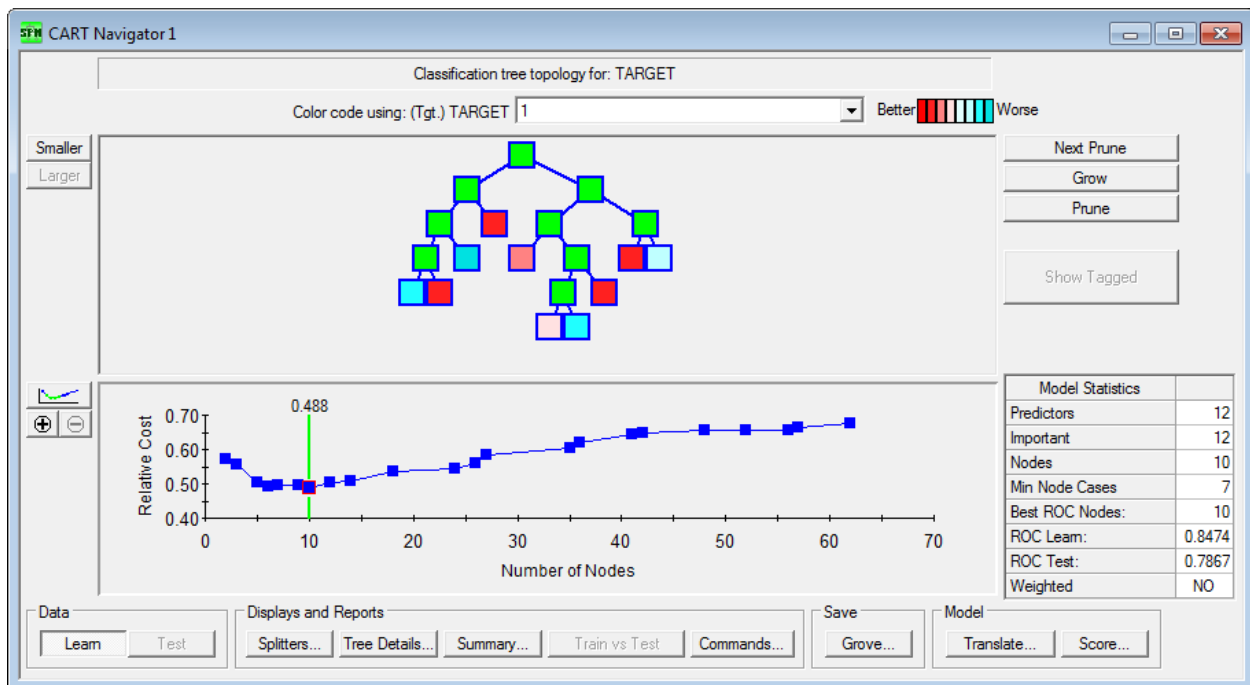 SPM CART Navigator 1
Classification tree topology for: TARGET
Color code using: (Tgt.) TARGET 1 Better Worse
Smaller
Larger
Next Prune
Grow
Prune
Show Tagged
0.488
0.70
0.60
0.50
0.40
Relative Cost
0 10 20 30 40 50 60 70
Number of Nodes
Model Statistics
Predictors 12
Important 12
Nodes 10
Min Node Cases 7
Best ROC Nodes: 10
ROC Learn: 0.8474
ROC Test: 0.7867
Weighted NO
Data
Learn Test
Displays and Reports
Splitters... Tree Details... Summary... Train vs Test Commands...
Save
Grove...
Model
Translate... Score...